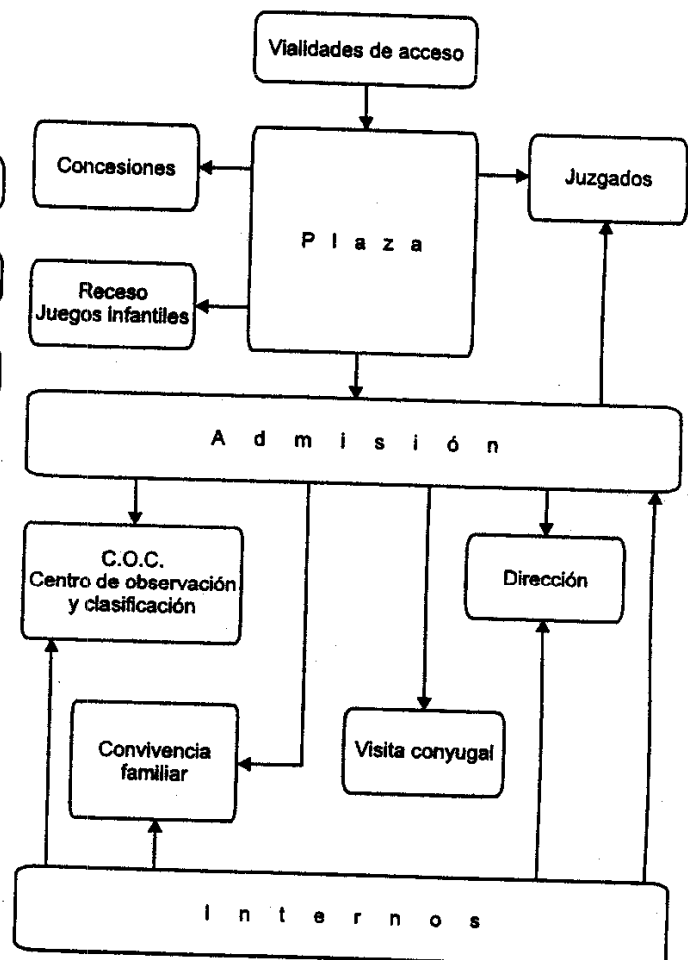 Vialidades de acceso
Concesiones
P l a z a
Juzgados
Receso
Juegos infantiles
A d m i s i ó n
C.O.C.
Centro de observación
y clasificación
Dirección
Convivencia
familiar
Visita conyugal
I n t e r n o s